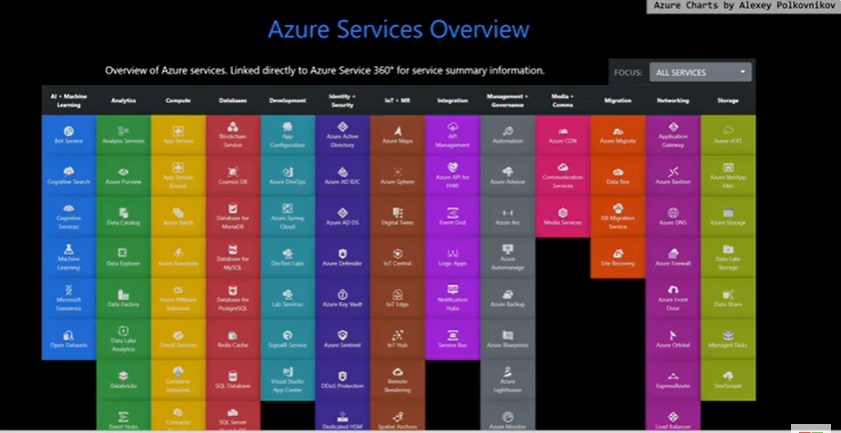 Azure Charts by Alexey Polkovnikov
Azure Services Overview
Overview of Azure services. Linked directly to Azure Service 360° for service summary information.
FOCUS:
ALL SERVICES
AI + Machine
Learning
Analytics
Compute
Databases
Development
Identity +
Security
IoT + MR
Integration
Management +
Governance
Media +
Comms
Migration
Networking
Storage
Bot Service
Analysis Services
App Service
Blockchain
Service
App
Configuration
Azure Active
Directory
Azure Maps
API
Management
Automation
Azure CDN
Azure Migrate
Application
Gateway
Avere vFXT
Cognitive Search
Azure Purview
App Service
(Linux)
Cosmos DB
Azure DevOps
Azure AD B2C
Azure Sphere
Azure API for
FHIR
Azure Advisor
Communication
Services
Data Box
Azure Bastion
Azure NetApp
Files
Cognitive
Services
Data Catalog
Azure Batch
Database for
MariaDB
Azure Spring
Cloud
Azure AD DS
Digital Twins
Event Grid
Azure Arc
Media Services
DB Migration
Service
Azure DNS
Azure Storage
Machine
Learning
Data Explorer
Azure Functions
Database for
MySQL
DevTest Labs
Azure Defender
IoT Central
Logic Apps
Azure
Automanage
Site Recovery
Azure Firewall
Data Lake
Storage
Microsoft
Genomics
Data Factory
Azure VMware
Solutions
Database for
PostgreSQL
Lab Services
Azure Key Vault
IoT Edge
Notification
Hubs
Azure Backup
Azure Front
Door
Data Share
Open Datasets
Data Lake
Analytics
Cloud Services
Redis Cache
SignalR Service
Azure Sentinel
IoT Hub
Service Bus
Azure Blueprints
Azure Orbital
Managed Disks
Databricks
Container
Instances
SQL Database
Visual Studio
App Center
DDoS Protection
Remote
Rendering
Azure
Lighthouse
ExpressRoute
StorSimple
Event Hubs
Container
SQL Server
Dedicated HSM
Spatial Anchors
Azure Monitor
Load Balancer